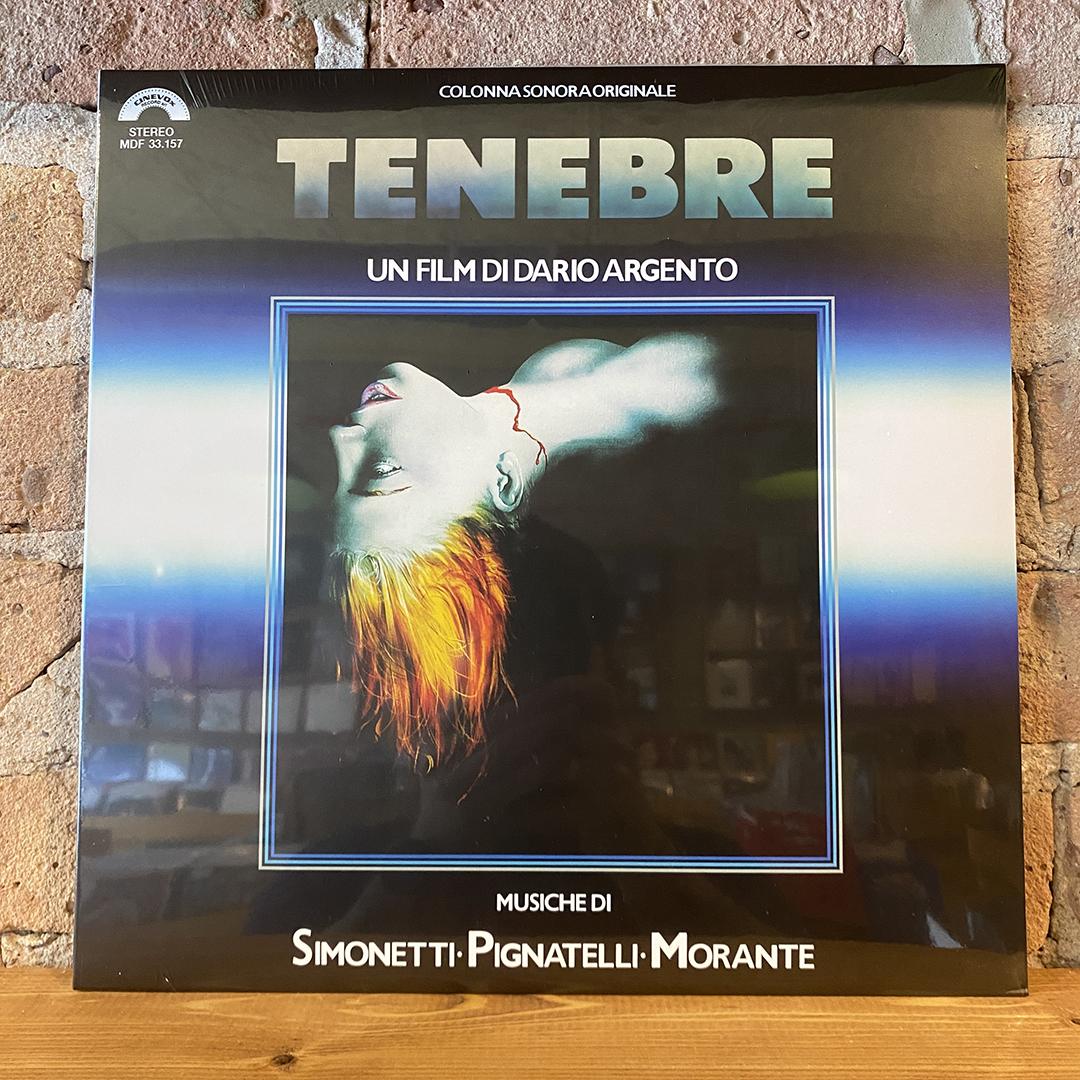 COLONNA SONORA ORIGINALE
CINEVOX
RECORD
STEREO
MDF 33.157
TENEBRE
UN FILM DI DARIO ARGENTO
MUSICHE DI
SIMONETTI·PIGNATELLI·MORANTE